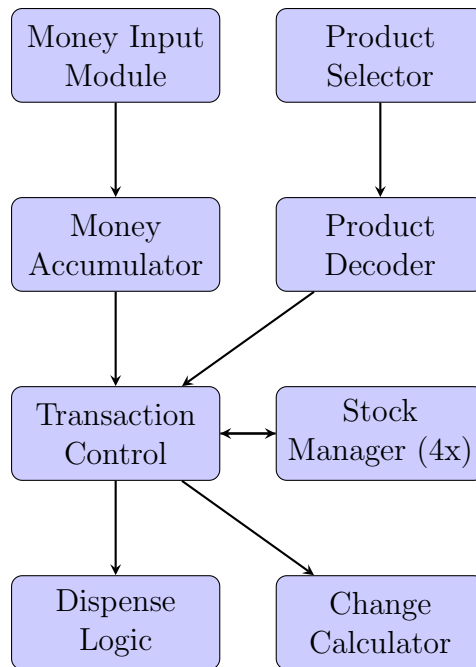 Money Input
Module
Product
Selector
Money
Accumulator
Product
Decoder
Transaction
Control
Stock
Manager (4x)
Dispense
Logic
Change
Calculator